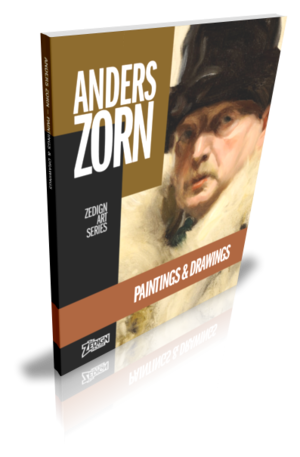 ANDERS
ZORN
ZEDIGN
ART
SERIES
PAINTINGS & DRAWINGS
ZEDIGN
ANDERS ZORN – PAINTINGS & DRAWINGS